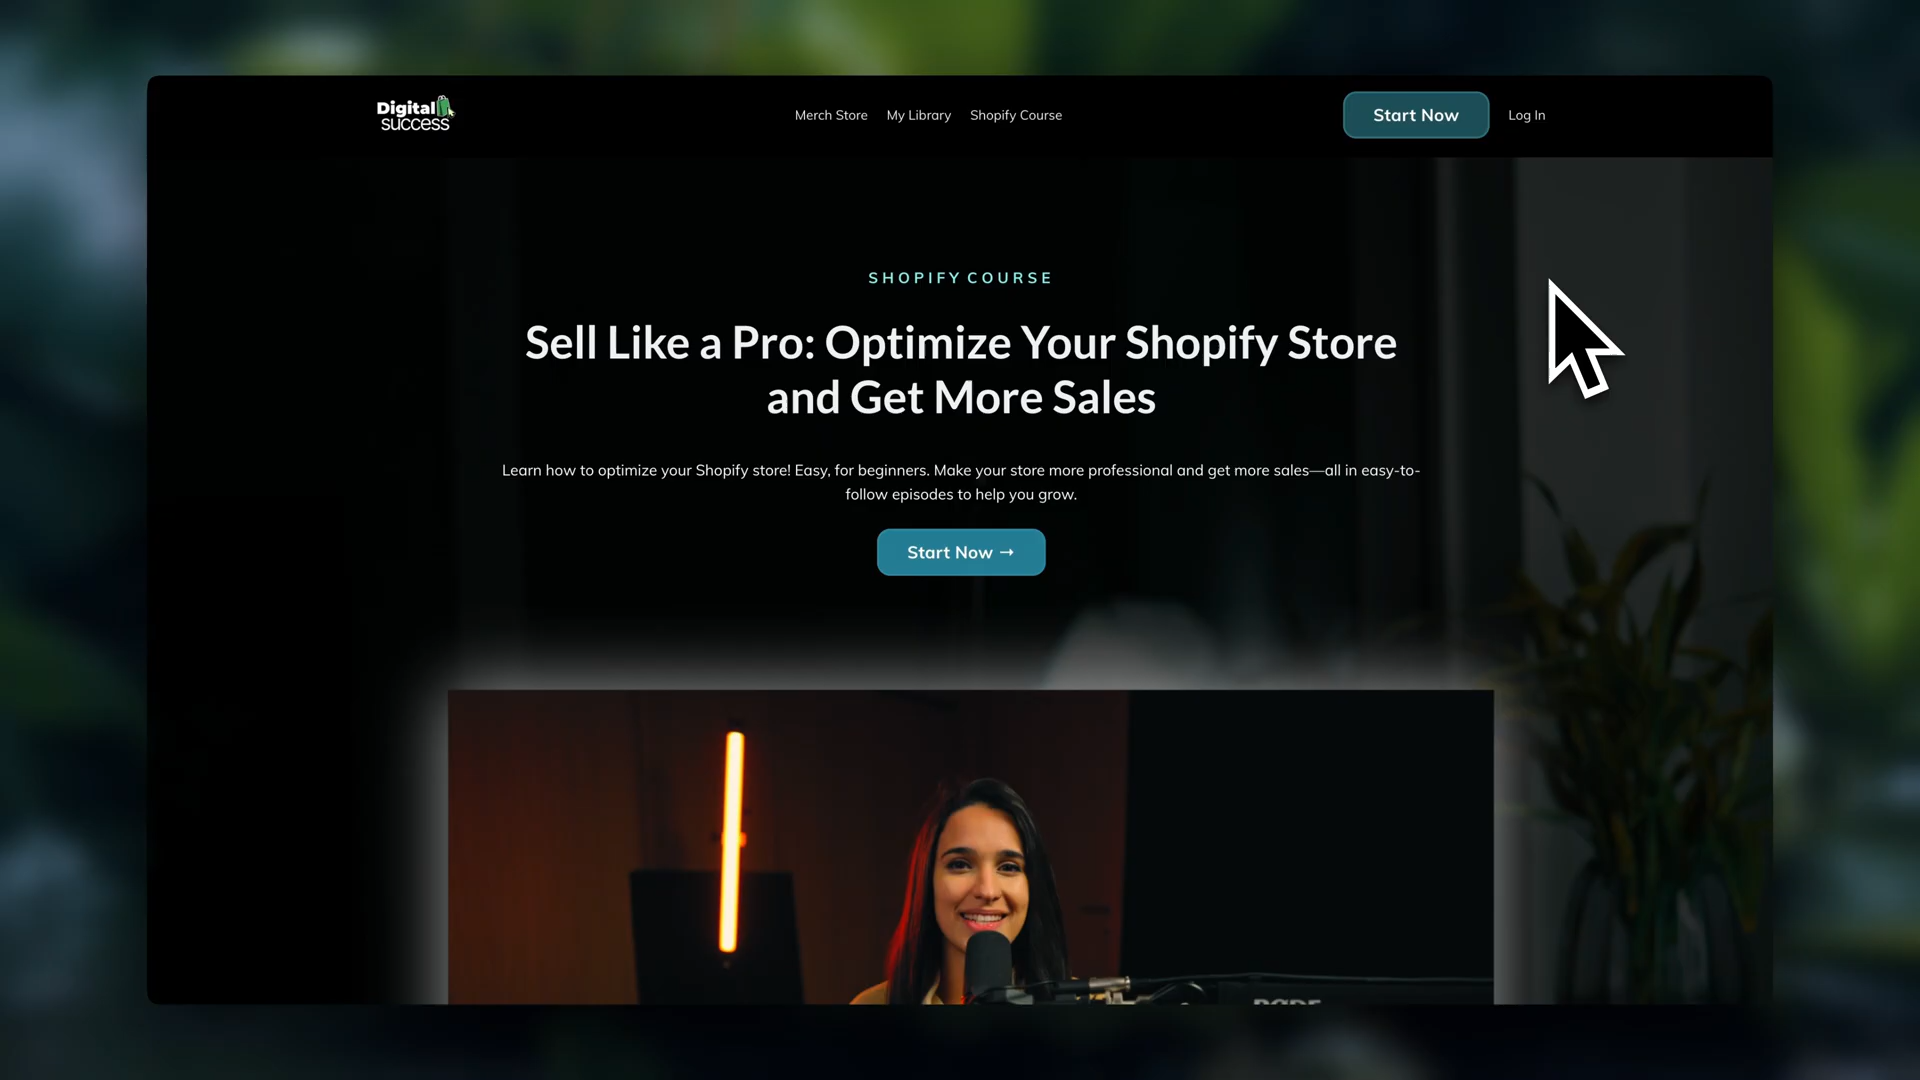 Digital
success
Merch Store My Library Shopify Course
Start Now Log In
SHOPIFY COURSE
Sell Like a Pro: Optimize Your Shopify Store
and Get More Sales
Learn how to optimize your Shopify store! Easy, for beginners. Make your store more professional and get more sales—all in easy-to-
follow episodes to help you grow.
Start Now →
RODE